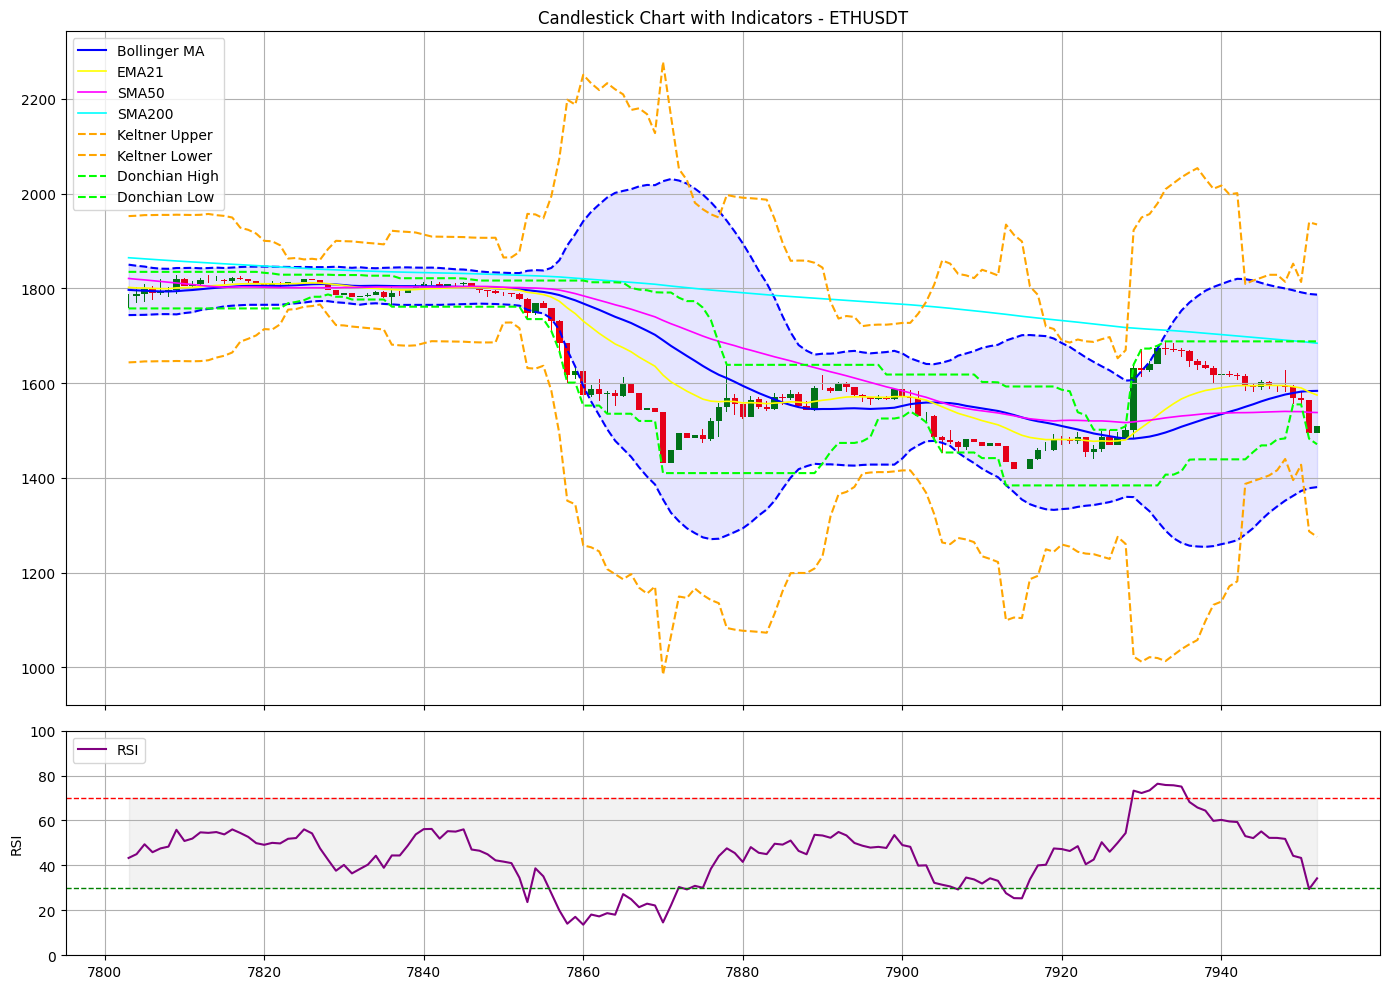 Candlestick Chart with Indicators - ETHUSDT
Bollinger MA
EMA21
SMA50
SMA200
Keltner Upper
Keltner Lower
Donchian High
Donchian Low
2200
2000
1800
1600
1400
1200
1000
RSI
100
80
60
40
20
0
RSI
7800 7820 7840 7860 7880 7900 7920 7940